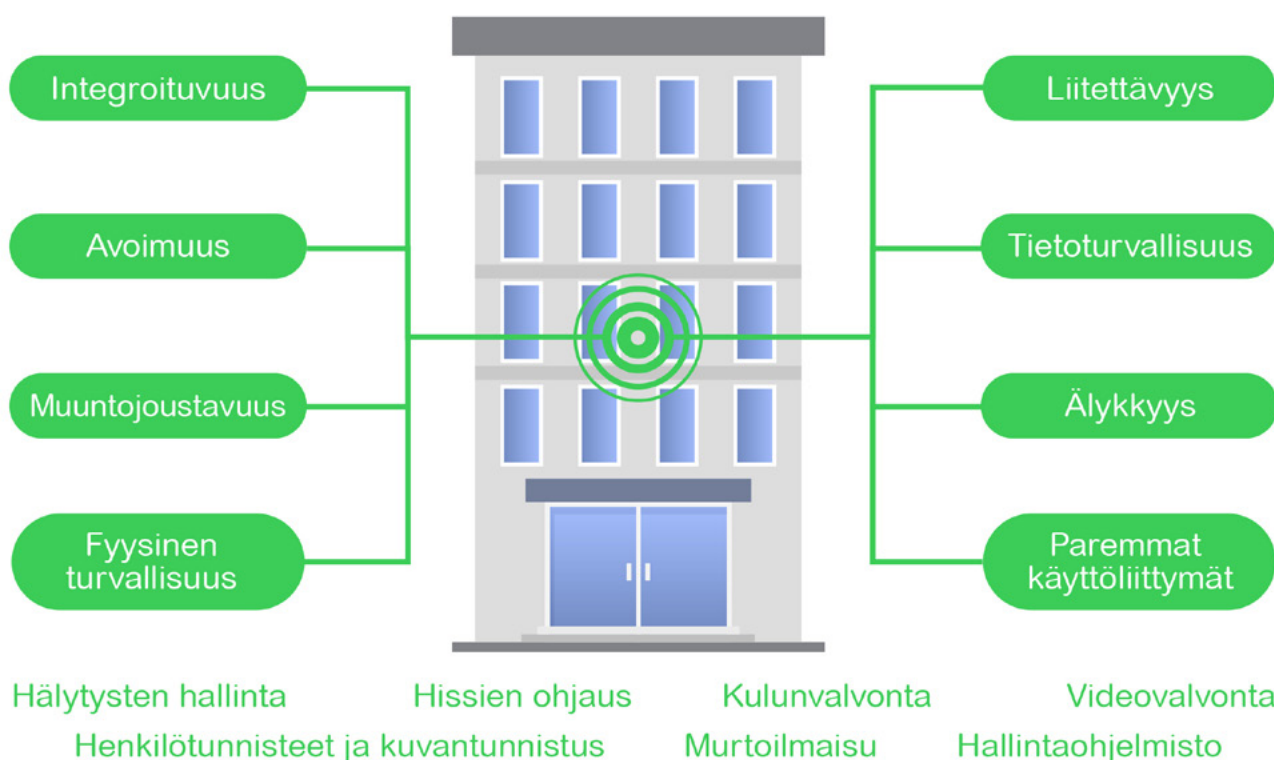 Integroituvuus
Liitettävyys
Avoimuus
Tietoturvallisuus
Muuntojoustavuus
Älykkyys
Fyysinen
turvallisuus
Paremmat
käyttöliittymät
Hälytysten hallinta
Hissien ohjaus
Kulunvalvonta
Videovalvonta
Henkilötunnisteet ja kuvantunnistus
Murtoilmaisu
Hallintaohjelmisto